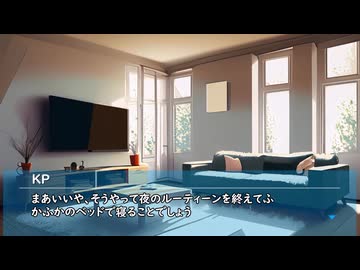 KP
まあいいや、そうやって夜のルーティーンを終えてふ
かぶかのベッドで寝ることでしょう